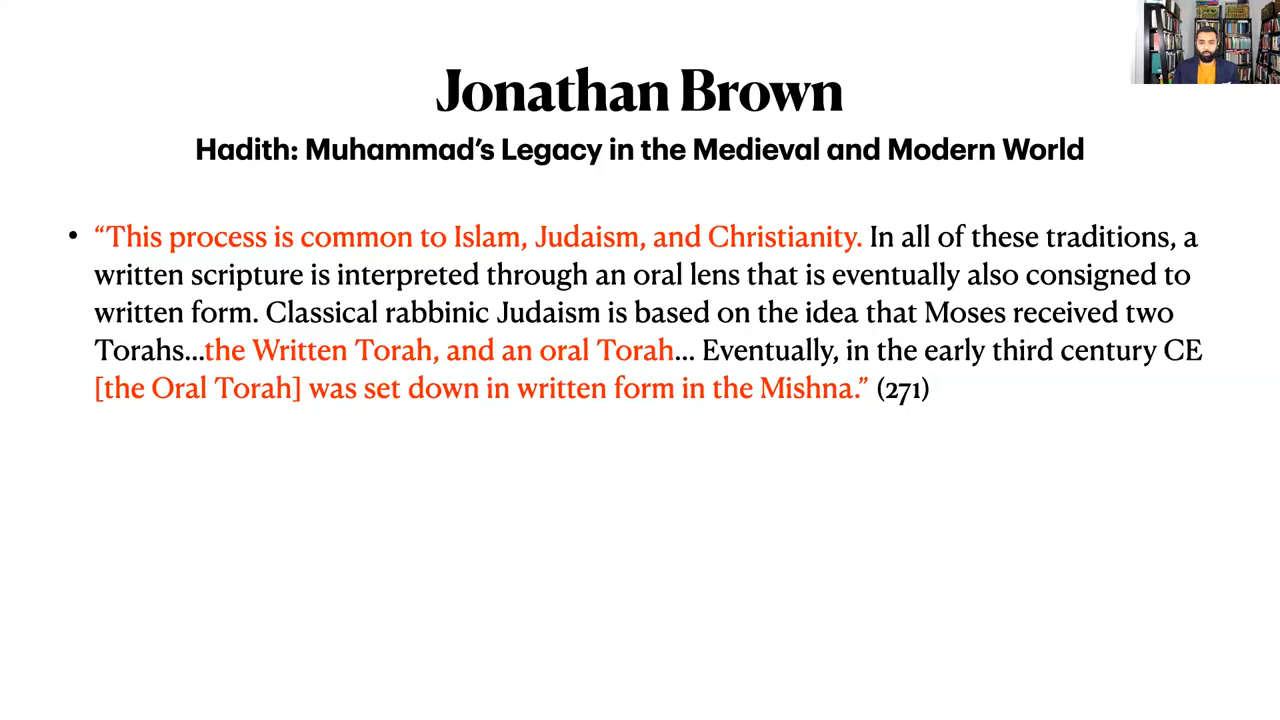 Jonathan Brown
Hadith: Muhammad’s Legacy in the Medieval and Modern World
• “This process is common to Islam, Judaism, and Christianity. In all of these traditions, a
written scripture is interpreted through an oral lens that is eventually also consigned to
written form. Classical rabbinic Judaism is based on the idea that Moses received two
Torahs...the Written Torah, and an oral Torah... Eventually, in the early third century CE
[the Oral Torah] was set down in written form in the Mishna.” (271)